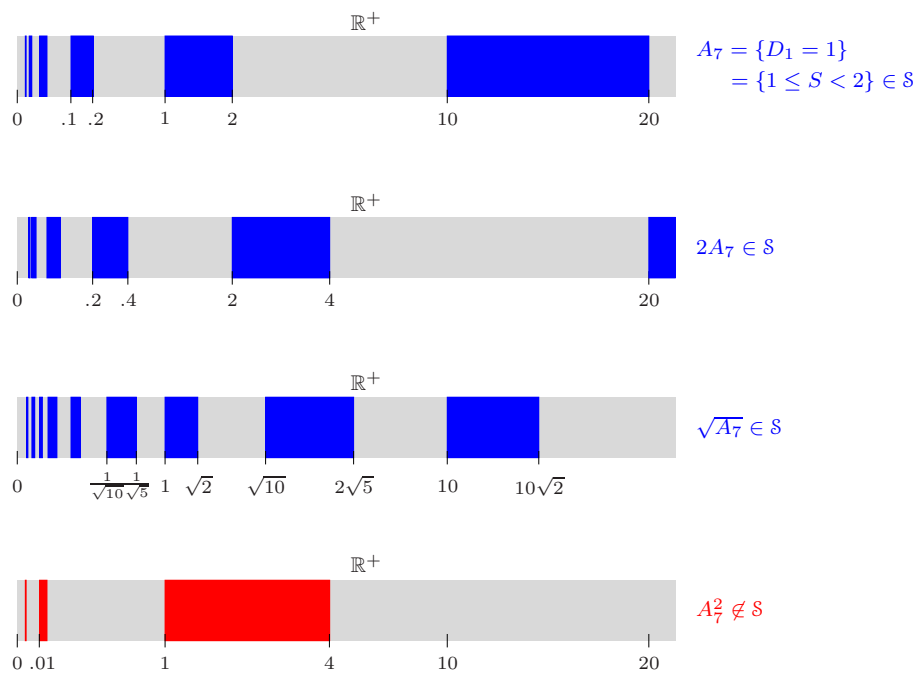 ℝ⁺
A₇ = {D₁ = 1}
= {1 ≤ S < 2} ∈ 𝒮
0 .1 .2 1 2 10 20
ℝ⁺
2A₇ ∈ 𝒮
0 .2 .4 2 4 20
ℝ⁺
√A₇ ∈ 𝒮
0 1/√10 1/√5 1 √2 √10 2√5 10 10√2
ℝ⁺
A₇² ∉ 𝒮
0 .01 1 4 10 20